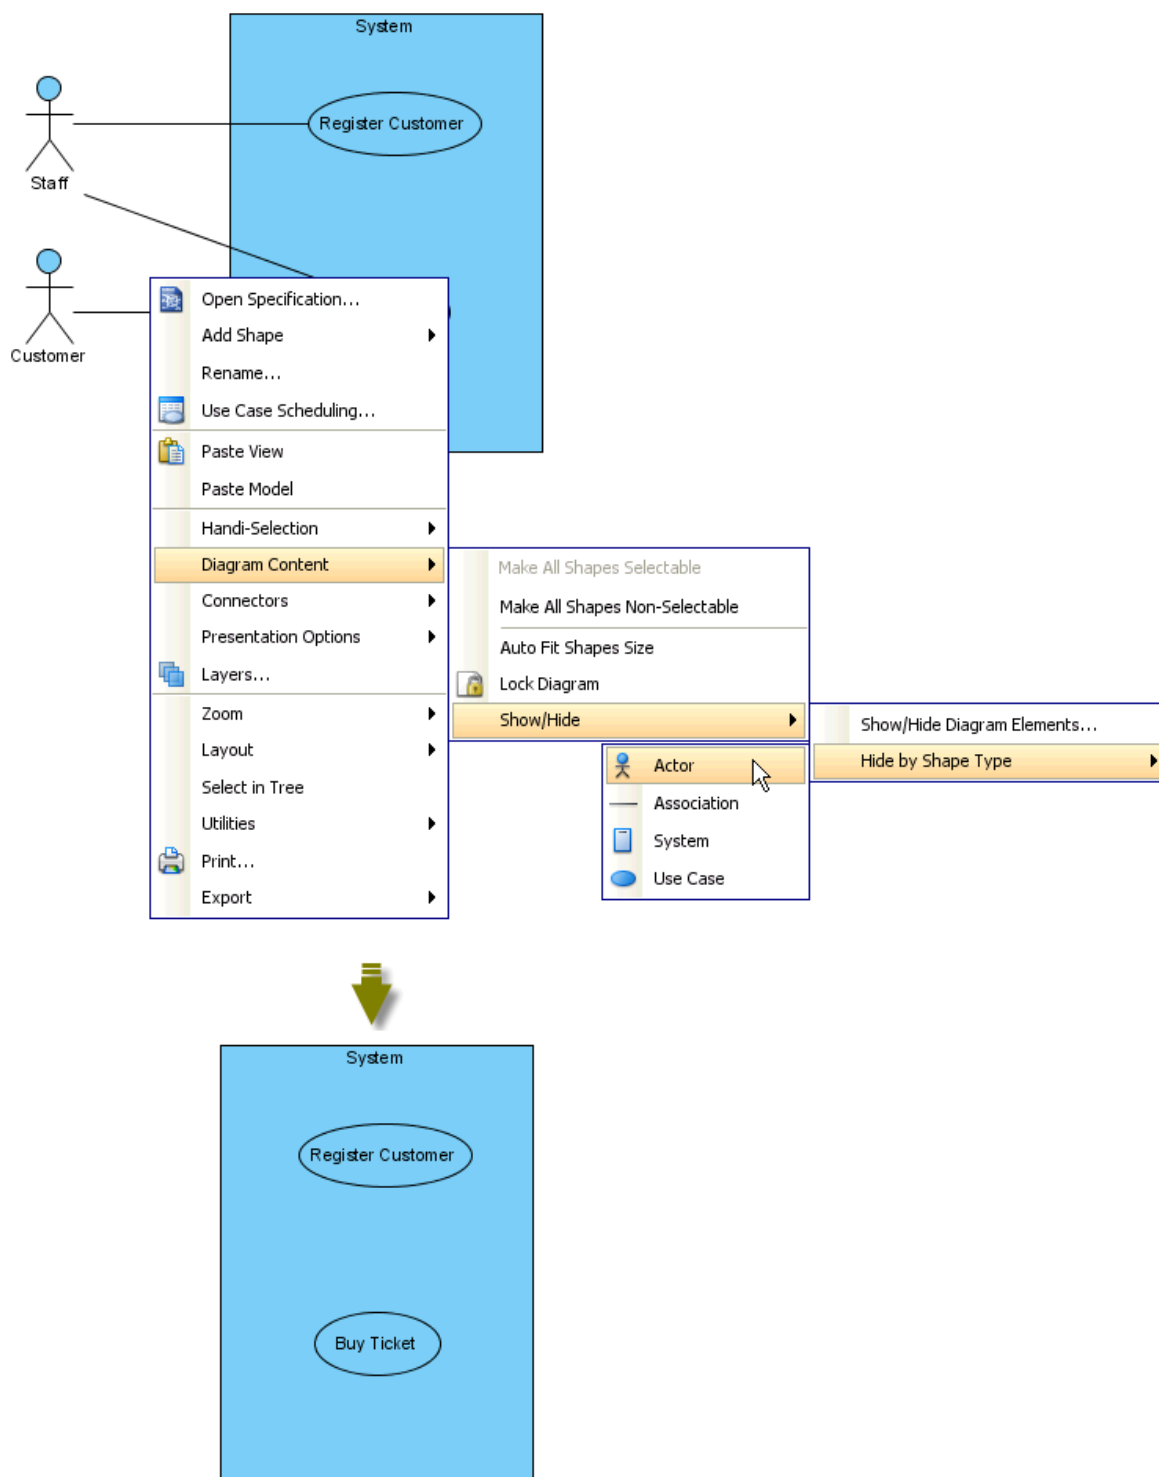 System
Register Customer
Staff
Customer
Open Specification...
Add Shape
Rename...
Use Case Scheduling...
Paste View
Paste Model
Handi-Selection
Diagram Content
Connectors
Presentation Options
Layers...
Zoom
Layout
Select in Tree
Utilities
Print...
Export
Make All Shapes Selectable
Make All Shapes Non-Selectable
Auto Fit Shapes Size
Lock Diagram
Show/Hide
Show/Hide Diagram Elements...
Hide by Shape Type
Actor
Association
System
Use Case
System
Register Customer
Buy Ticket